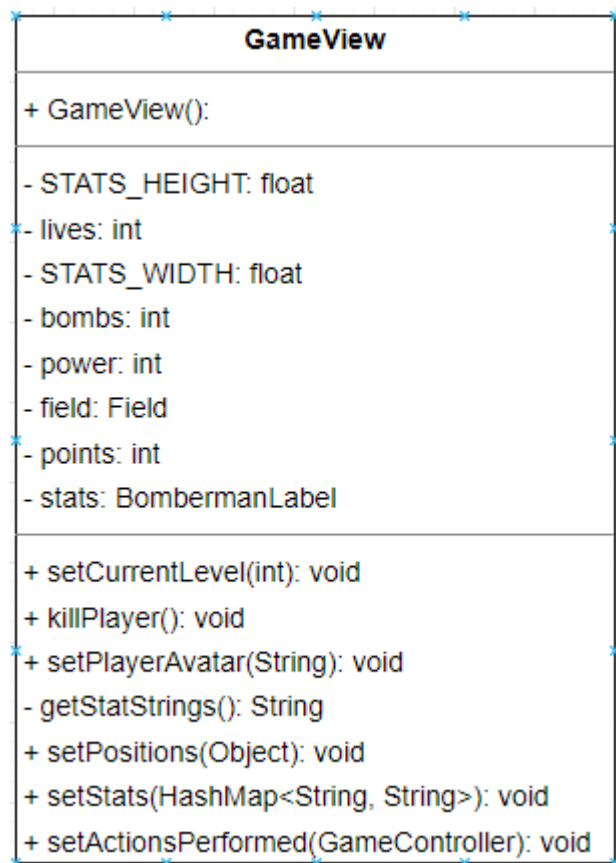 GameView
+ GameView():
- STATS_HEIGHT: float
- lives: int
- STATS_WIDTH: float
- bombs: int
- power: int
- field: Field
- points: int
- stats: BombermanLabel
+ setCurrentLevel(int): void
+ killPlayer(): void
+ setPlayerAvatar(String): void
- getStatStrings(): String
+ setPositions(Object): void
+ setStats(HashMap<String, String>): void
+ setActionsPerformed(GameController): void